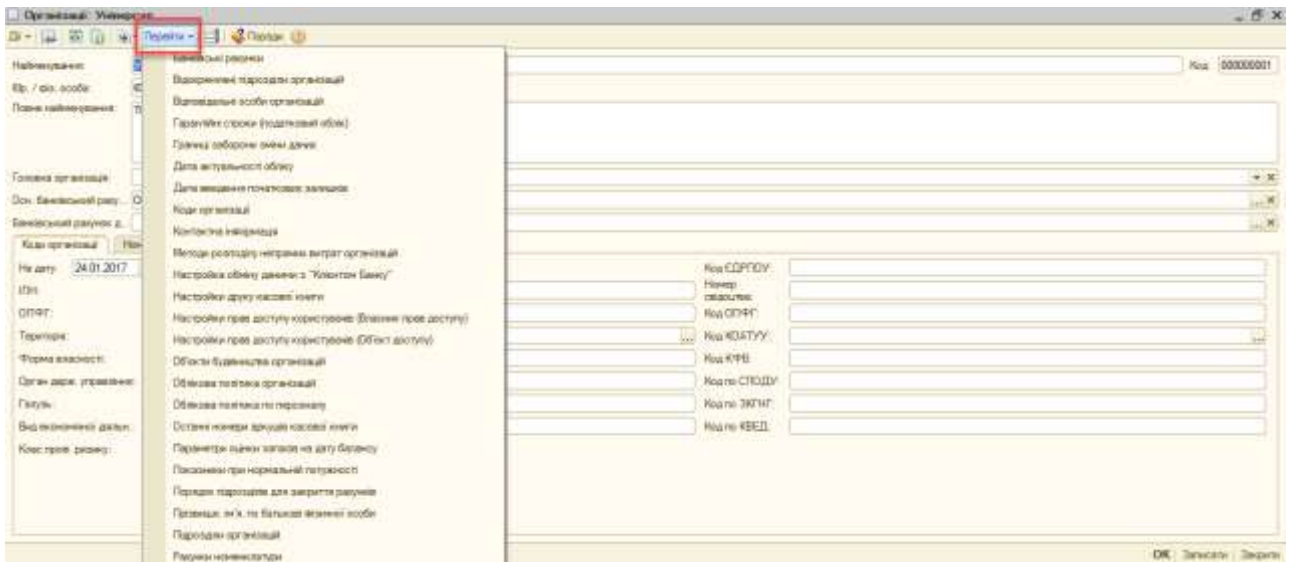 Організації: Універсус
Перейти Поради
Найменування: Код: 000000001
Юр. / фіз. особа:
Повне найменування:
Головна організація:
Осн. банківський раху...
Банківський рахунок д...
Коди організації
На дату: 24.01.2017
ІПН:
ОПФГ:
Територія:
Форма власності:
Орган держ. управління:
Галузь:
Вид економічної діяльн.:
Клас проф. ризику:
Банківські рахунки
Відокремлені підрозділи організацій
Відповідальні особи організацій
Гарантійні строки (податковий облік)
Границі заборони зміни даних
Дата актуальності обліку
Дата введення початкових залишків
Коди організації
Контактна інформація
Методи розподілу непрямих витрат організацій
Настройка обміну даними з "Клієнтом Банку"
Настройки друку касової книги
Настройки прав доступу користувачів (Власник прав доступу)
Настройки прав доступу користувачів (Об'єкт доступу)
Об'єкти будівництва організацій
Облікова політика організацій
Облікова політика по персоналу
Останні номери аркушів касової книги
Параметри оцінки запасів на дату балансу
Показники при нормальній потужності
Порядок підрозділів для закриття рахунків
Прізвище, ім'я, по батькові фізичної особи
Підрозділи організацій
Рахунки номенклатури
Код ЄДРПОУ:
Номер свідоцтва:
Код ОПФГ:
Код КОАТУУ:
Код КФВ:
Код по СПОДУ:
Код по ЗКГНГ:
Код по КВЕД:
OK Записати Закрити